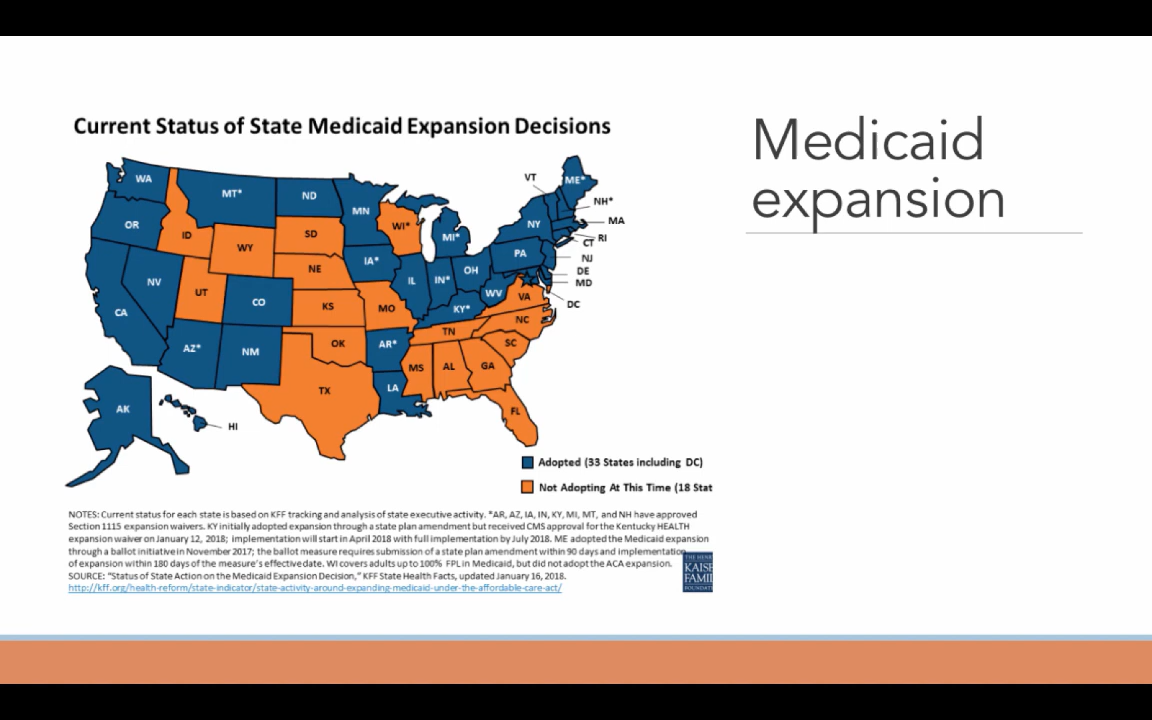 Current Status of State Medicaid Expansion Decisions
Medicaid
expansion
WA
MT*
ND
MN
VT
ME*
NH*
MA
OR
ID
WY
SD
WI*
MI*
NY
RI
CT
NJ
DE
MD
DC
NV
UT
CO
NE
IA*
IL
IN*
OH
PA
WV
VA
CA
KS
MO
KY*
NC
AZ*
NM
OK
AR*
TN
SC
TX
LA
MS
AL
GA
FL
AK
HI
Adopted (33 States including DC)
Not Adopting At This Time (18 Stat
NOTES: Current status for each state is based on KFF tracking and analysis of state executive activity. *AR, AZ, IA, IN, KY, MI, MT, and NH have approved
Section 1115 expansion waivers. KY initially adopted expansion through a state plan amendment but received CMS approval for the Kentucky HEALTH
expansion waiver on January 12, 2018; implementation will start in April 2018 with full implementation by July 2018. ME adopted the Medicaid expansion
through a ballot initiative in November 2017; the ballot measure requires submission of a state plan amendment within 90 days and implementation
of expansion within 180 days of the measure's effective date. WI covers adults up to 100% FPL in Medicaid, but did not adopt the ACA expansion.
SOURCE: "Status of State Action on the Medicaid Expansion Decision," KFF State Health Facts, updated January 16, 2018.
http://kff.org/health-reform/state-indicator/state-activity-around-expanding-medicaid-under-the-affordable-care-act/
THE HENR
KAISE
FAMI
FOUNDATI